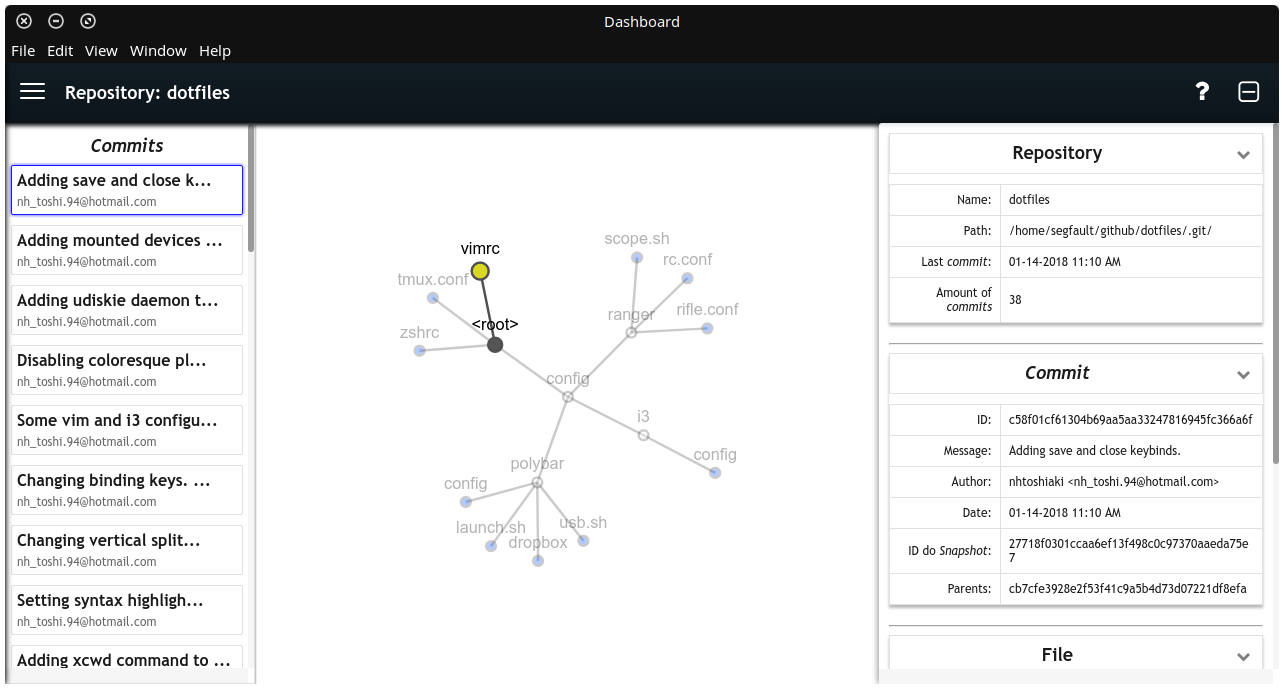 Dashboard
File Edit View Window Help
Repository: dotfiles
?
Commits
Adding save and close k...
nh_toshi.94@hotmail.com
Adding mounted devices ...
nh_toshi.94@hotmail.com
Adding udiskie daemon t...
nh_toshi.94@hotmail.com
Disabling coloresque pl...
nh_toshi.94@hotmail.com
Some vim and i3 configu...
nh_toshi.94@hotmail.com
Changing binding keys. ...
nh_toshi.94@hotmail.com
Changing vertical split...
nh_toshi.94@hotmail.com
Setting syntax highligh...
nh_toshi.94@hotmail.com
Adding xcwd command to ...
scope.sh
vimrc
rc.conf
tmux.conf
rifle.conf
ranger
<root>
zshrc
config
i3
config
polybar
config
usb.sh
launch.sh
dropbox
Repository
Name: dotfiles
Path: /home/segfault/github/dotfiles/.git/
Last commit: 01-14-2018 11:10 AM
Amount of
commits
38
Commit
ID: c58f01cf61304b69aa5aa33247816945fc366a6f
Message: Adding save and close keybinds.
Author: nhtoshiaki <nh_toshi.94@hotmail.com>
Date: 01-14-2018 11:10 AM
ID do Snapshot: 27718f0301ccaa6ef13f498c0c97370aaeda75e
7
Parents: cb7cfe3928e2f53f41c9a5b4d73d07221df8efa
File